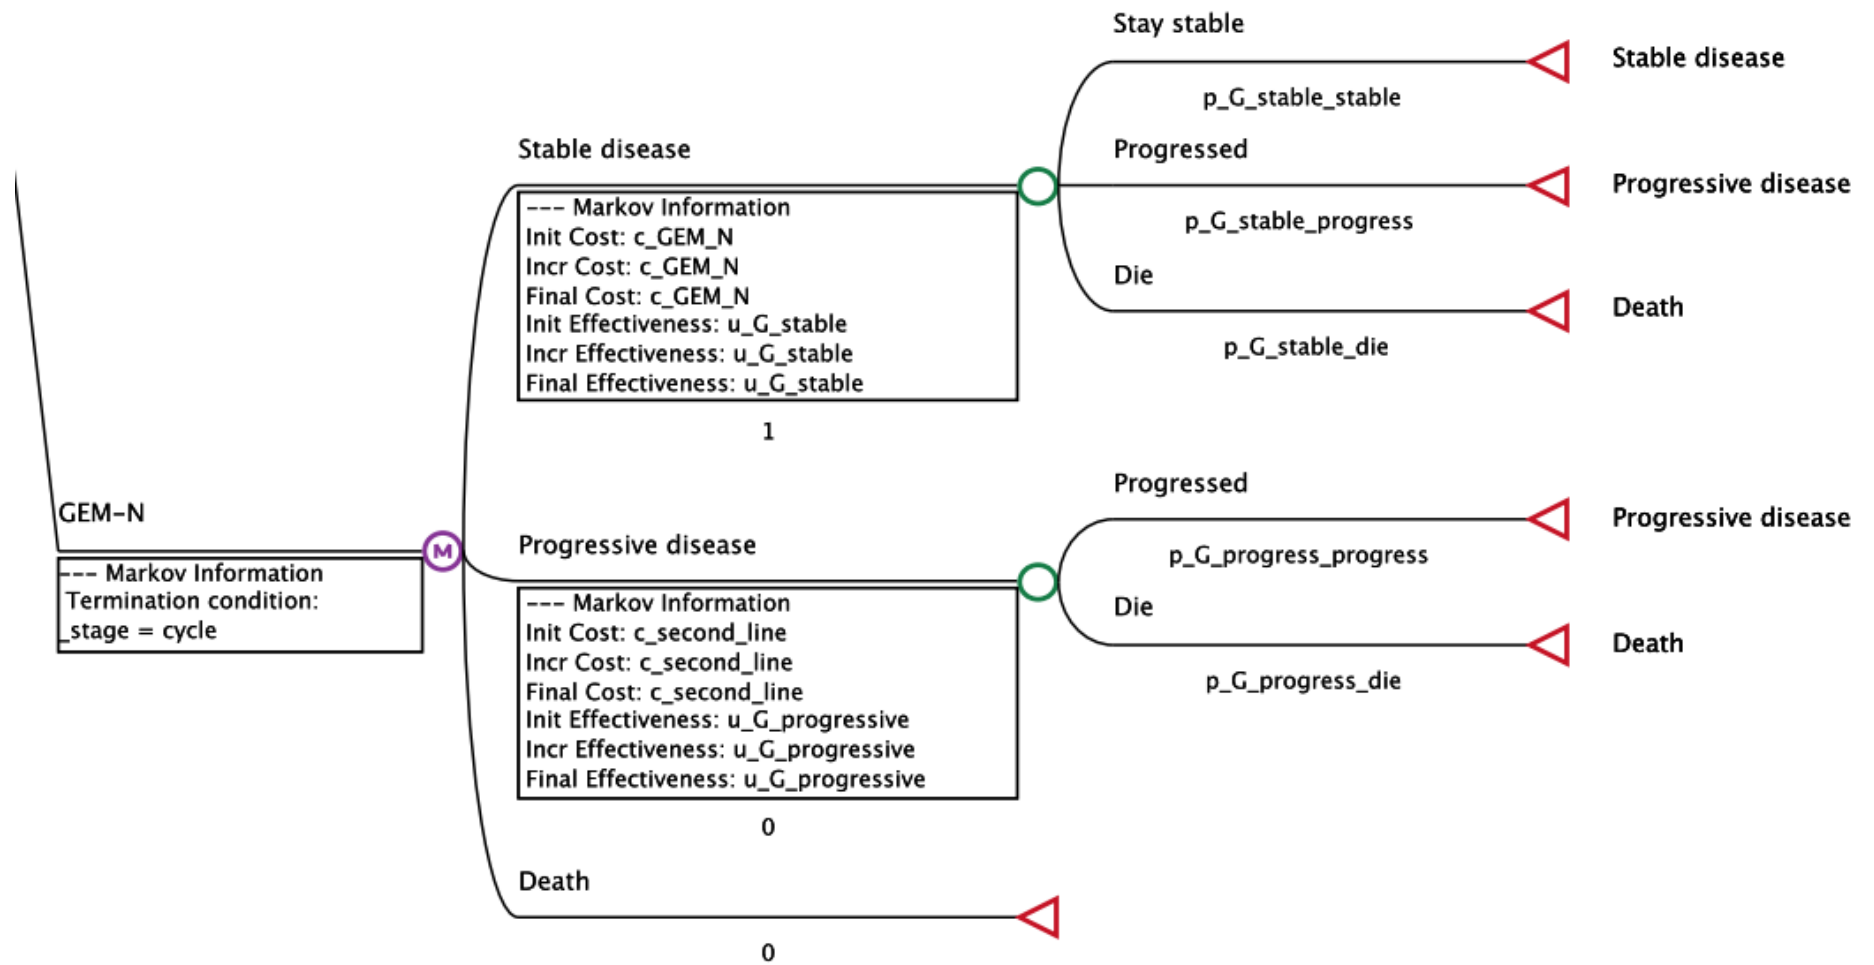 Stay stable
Stable disease
p_G_stable_stable
Stable disease
Progressed
Progressive disease
--- Markov Information
Init Cost: c_GEM_N
Incr Cost: c_GEM_N
Final Cost: c_GEM_N
Init Effectiveness: u_G_stable
Incr Effectiveness: u_G_stable
Final Effectiveness: u_G_stable
1
p_G_stable_progress
Die
Death
p_G_stable_die
GEM-N
--- Markov Information
Termination condition:
_stage = cycle
Progressive disease
--- Markov Information
Init Cost: c_second_line
Incr Cost: c_second_line
Final Cost: c_second_line
Init Effectiveness: u_G_progressive
Incr Effectiveness: u_G_progressive
Final Effectiveness: u_G_progressive
0
Progressed
Progressive disease
p_G_progress_progress
Die
Death
p_G_progress_die
Death
0